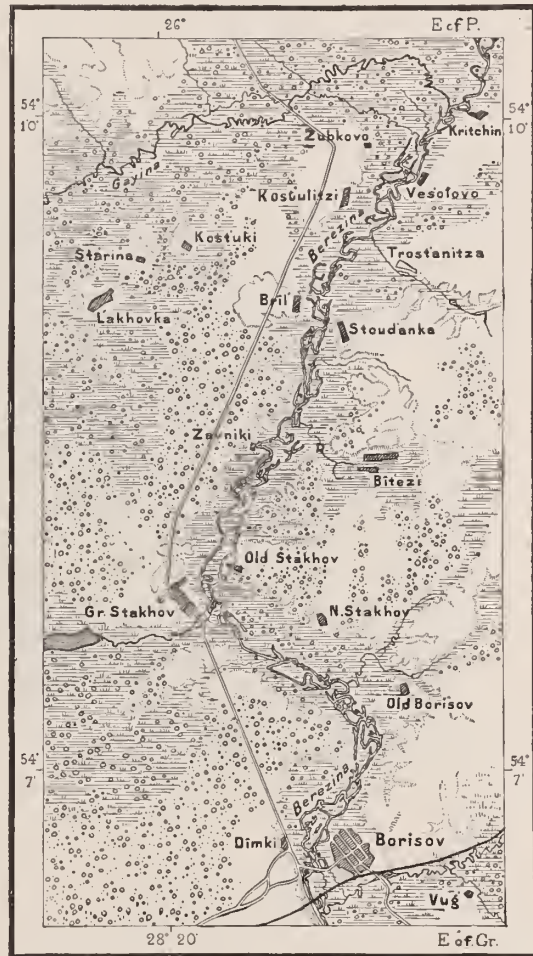 26°
E of P.
54°
10'
54°
10'
Kritchin
Zubkovo
Gayina
Kostulitzi
Vesofovo
Berezina
Kostuki
Starina
Trostanitza
Lakhovka
Bril
Stoudanka
Zavniki
Bitezi
Old Stakhov
Gr. Stakhov
N. Stakhov
Old Borisov
54°
7'
54°
7'
Berezina
Dimki
Borisov
Vug
28° 20'
E of. Gr.